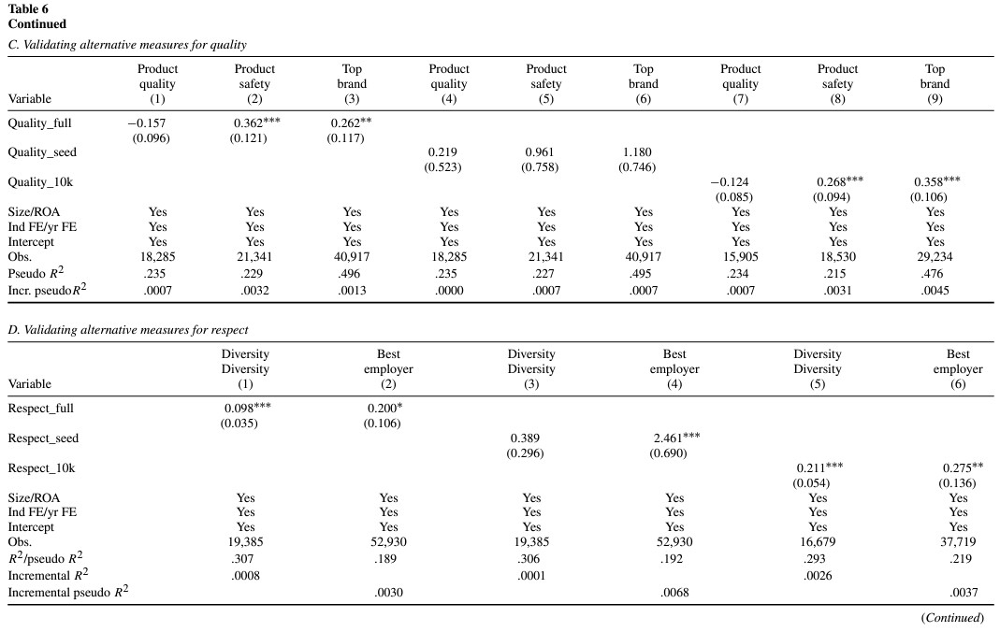 Table 6
Continued
C. Validating alternative measures for quality
Product Product Top Product Product Top Product Product Top
quality safety brand quality safety brand quality safety brand
Variable (1) (2) (3) (4) (5) (6) (7) (8) (9)
Quality_full −0.157 0.362*** 0.262**
(0.096) (0.121) (0.117)
Quality_seed 0.219 0.961 1.180
(0.523) (0.758) (0.746)
Quality_10k −0.124 0.268*** 0.358***
(0.085) (0.094) (0.106)
Size/ROA Yes Yes Yes Yes Yes Yes Yes Yes Yes
Ind FE/yr FE Yes Yes Yes Yes Yes Yes Yes Yes Yes
Intercept Yes Yes Yes Yes Yes Yes Yes Yes Yes
Obs. 18,285 21,341 40,917 18,285 21,341 40,917 15,905 18,530 29,234
Pseudo R² .235 .229 .496 .235 .227 .495 .234 .215 .476
Incr. pseudoR² .0007 .0032 .0013 .0000 .0007 .0007 .0007 .0031 .0045
D. Validating alternative measures for respect
Diversity Best Diversity Best Diversity Best
Diversity employer Diversity employer Diversity employer
Variable (1) (2) (3) (4) (5) (6)
Respect_full 0.098*** 0.200*
(0.035) (0.106)
Respect_seed 0.389 2.461***
(0.296) (0.690)
Respect_10k 0.211*** 0.275**
(0.054) (0.136)
Size/ROA Yes Yes Yes Yes Yes Yes
Ind FE/yr FE Yes Yes Yes Yes Yes Yes
Intercept Yes Yes Yes Yes Yes Yes
Obs. 19,385 52,930 19,385 52,930 16,679 37,719
R²/pseudo R² .307 .189 .306 .192 .293 .219
Incremental R² .0008 .0001 .0026
Incremental pseudo R² .0030 .0068 .0037
(Continued)